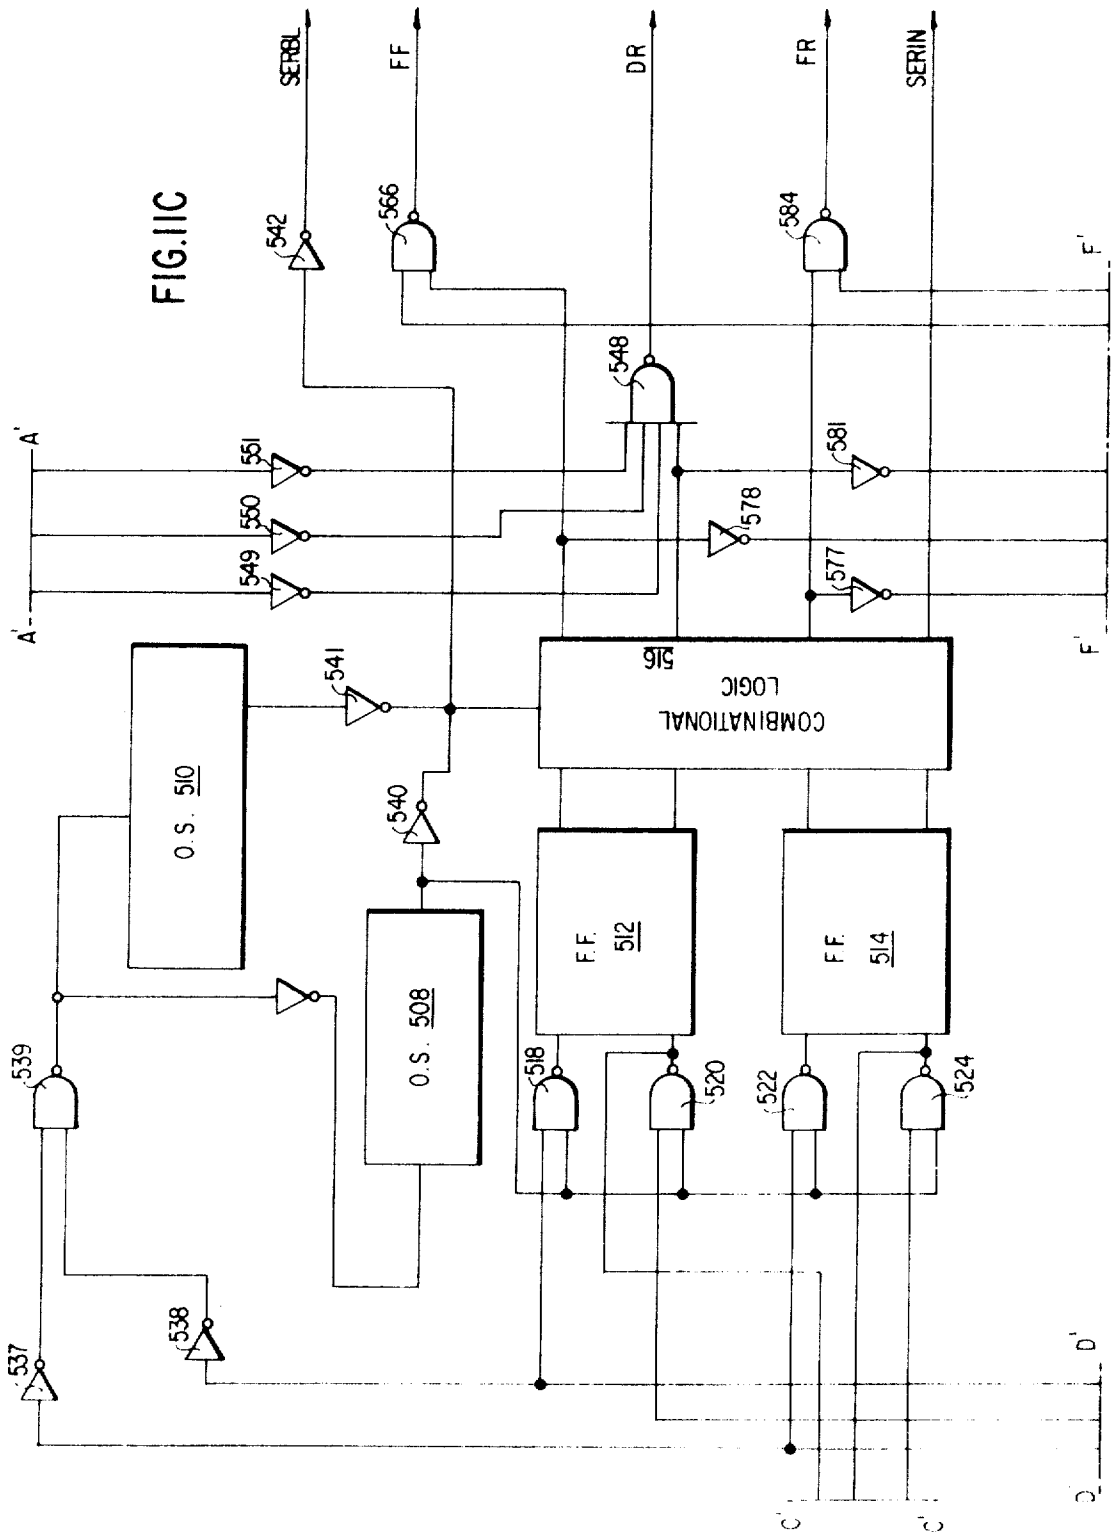 FIG.11C
SERBL
FF
DR
FR
SERIN
542
566
548
584
A'
A'
551
550
549
581
578
577
F'
F'
541
O.S. 510
540
COMBINATIONAL
LOGIC
516
O.S. 508
F.F.
512
F.F.
514
539
518
520
522
524
537
538
D'
D'
C'
C'